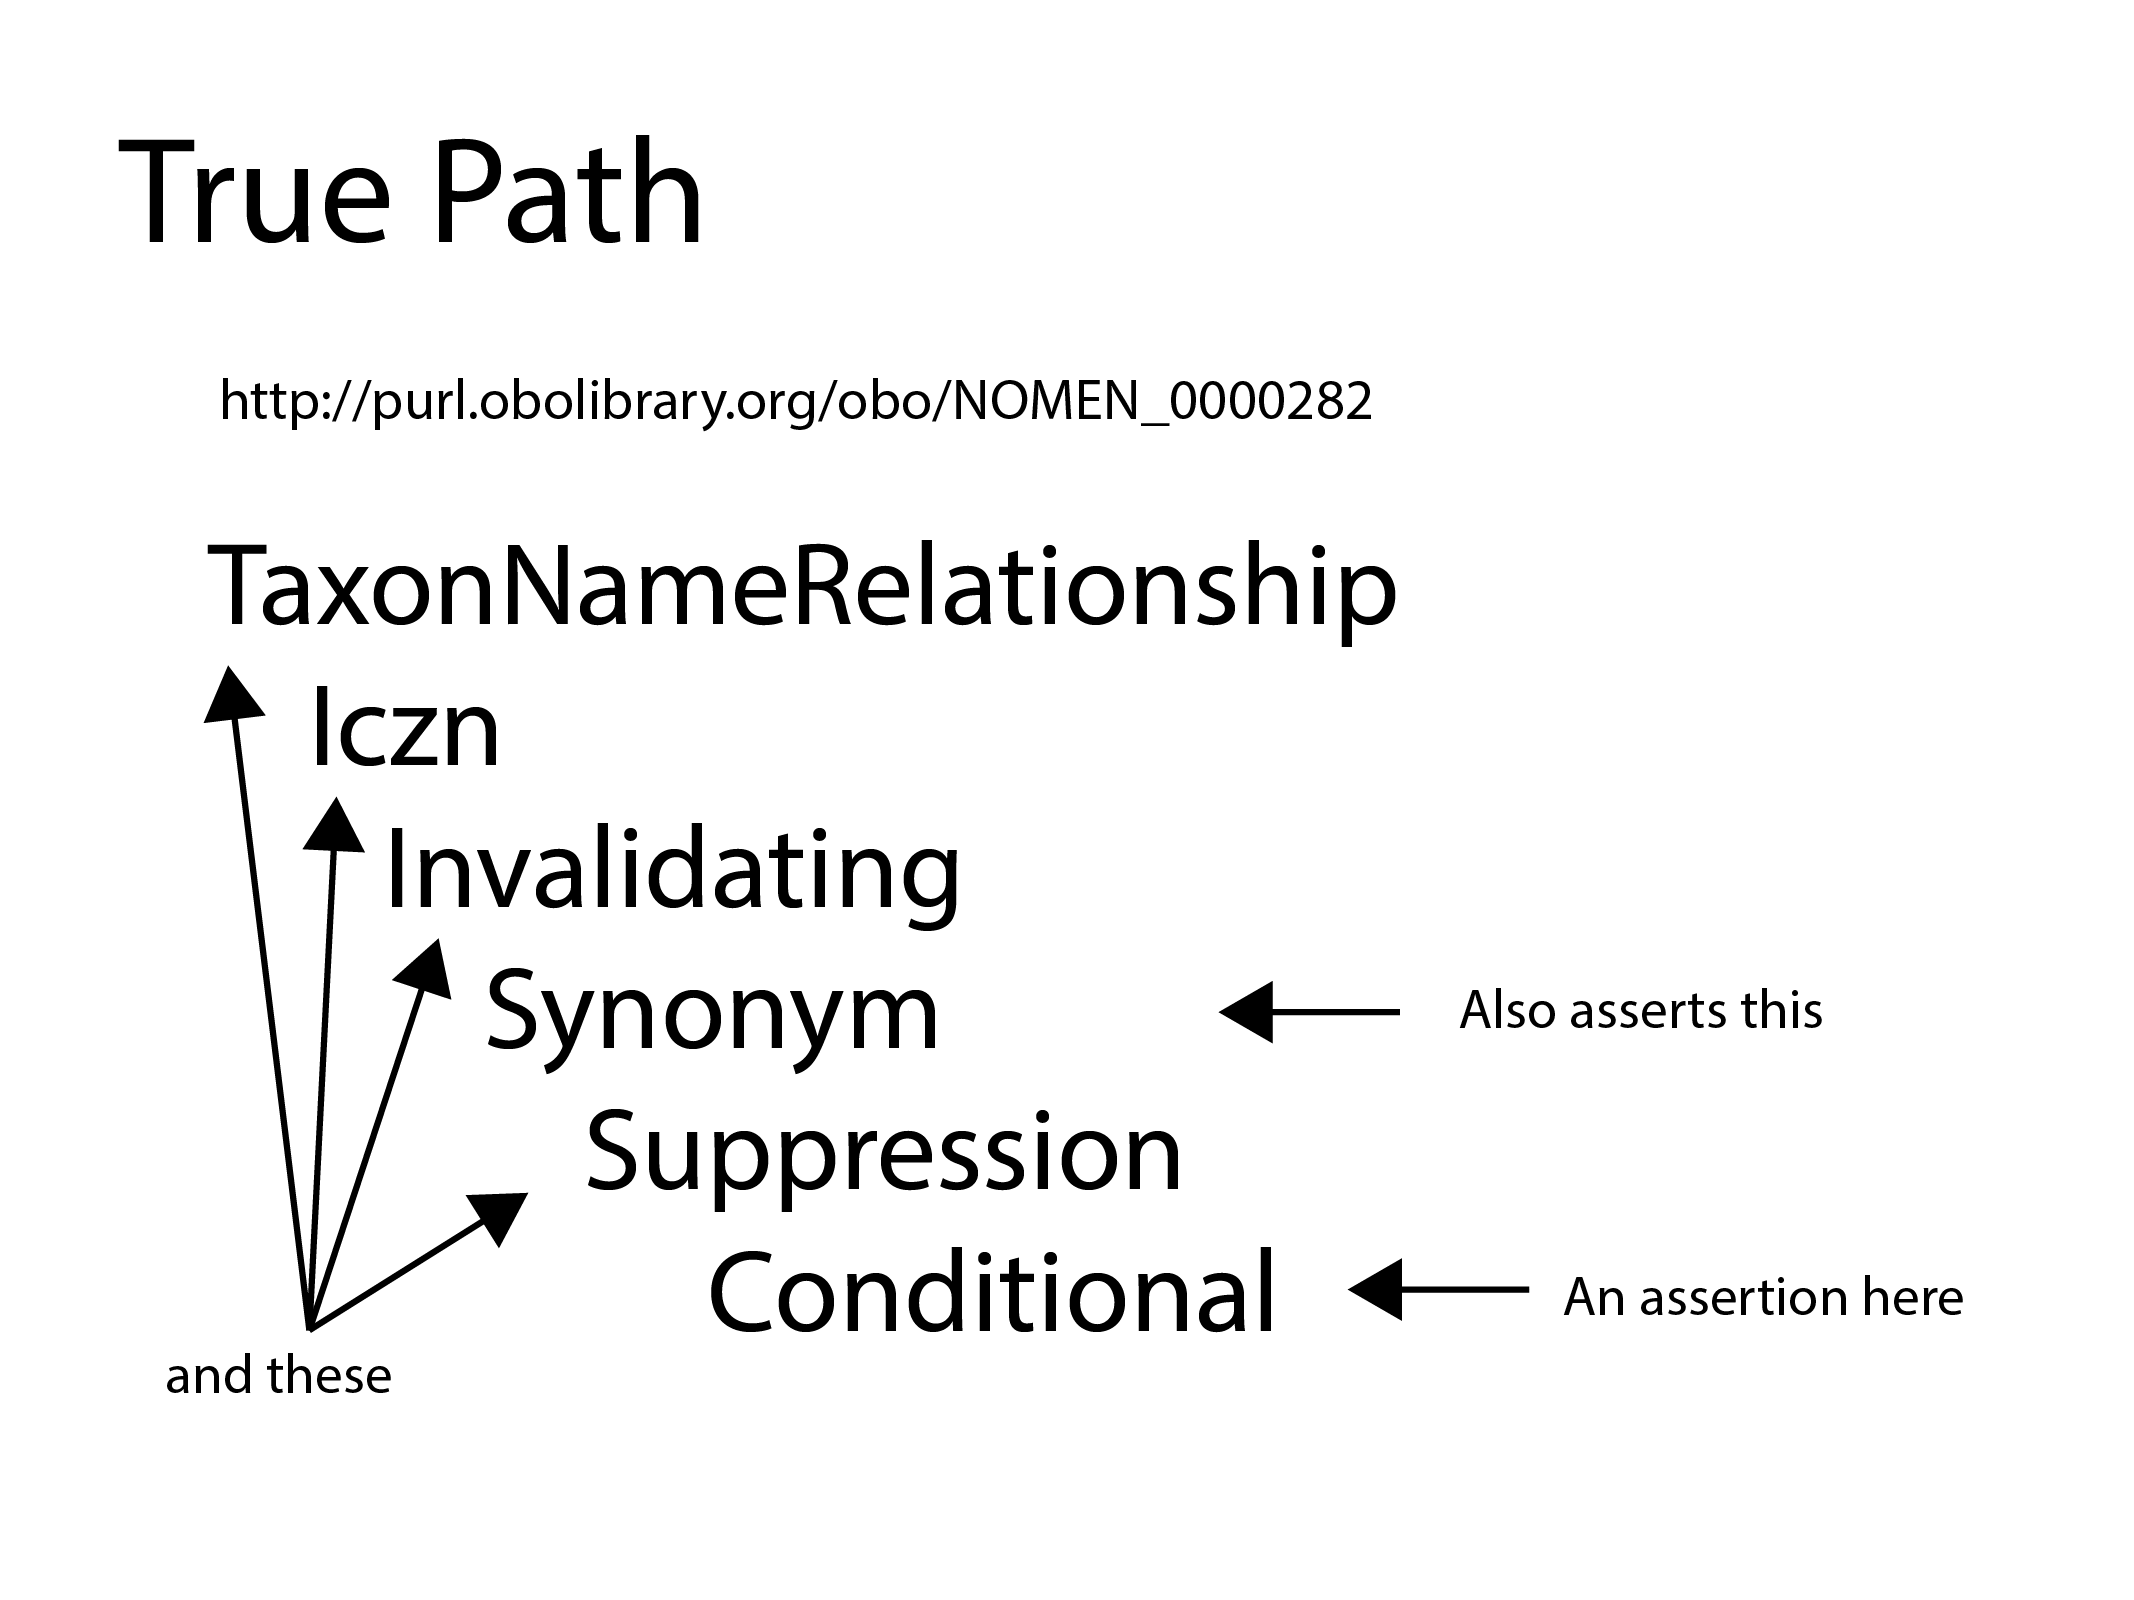 True Path
http://purl.obolibrary.org/obo/NOMEN_0000282
TaxonNameRelationship
Iczn
Invalidating
Synonym
Also asserts this
Suppression
Conditional
An assertion here
and these